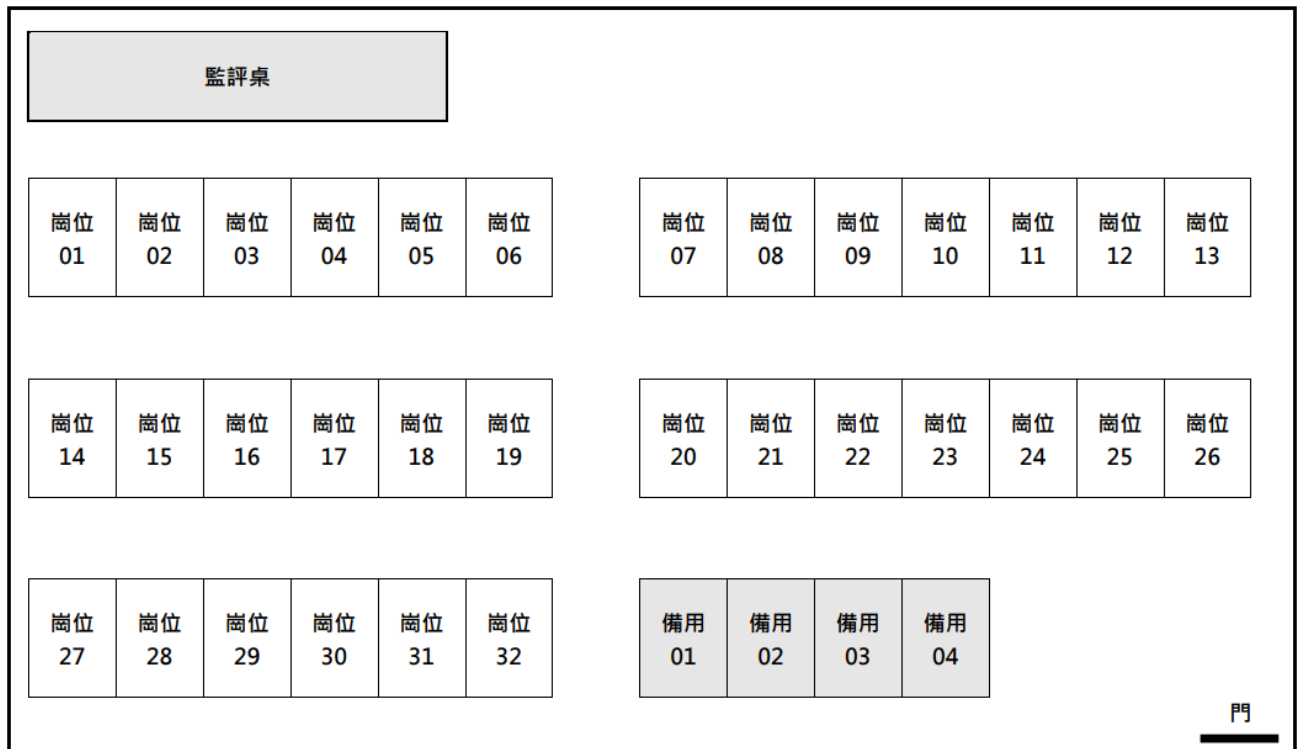 監評桌
崗位 崗位 崗位 崗位 崗位 崗位 崗位 崗位 崗位 崗位 崗位 崗位 崗位
01 02 03 04 05 06 07 08 09 10 11 12 13
崗位 崗位 崗位 崗位 崗位 崗位 崗位 崗位 崗位 崗位 崗位 崗位 崗位
14 15 16 17 18 19 20 21 22 23 24 25 26
崗位 崗位 崗位 崗位 崗位 崗位 備用 備用 備用 備用
27 28 29 30 31 32 01 02 03 04
門